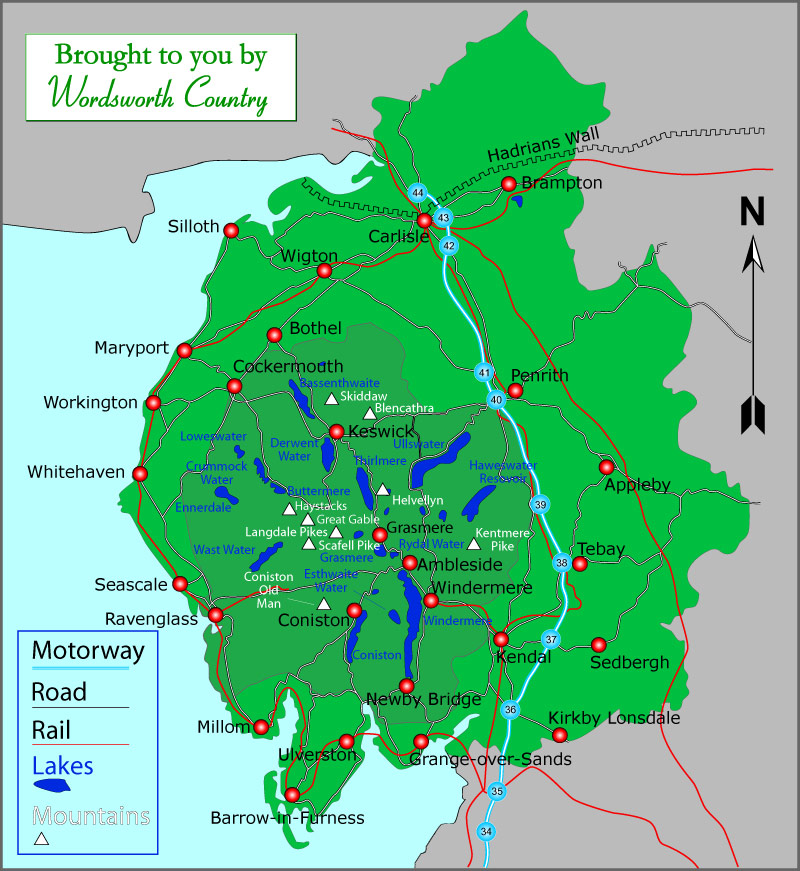 Brought to you by
Wordsworth Country
Hadrians Wall
44
Brampton
43
Silloth
Carlisle
42
N
Wigton
Bothel
Maryport
Cockermouth
41
Penrith
Bassenthwaite
Skiddaw
40
Workington
Blencathra
Keswick
Loweswater
Derwent
Water
Ullswater
Thirlmere
Whitehaven
Crummock
Water
Haweswater
Resovoir
Appleby
Buttermere
Helvellyn
Ennerdale
Haystacks
39
Great Gable
Langdale Pikes
Grasmere
Kentmere
Pike
Scafell Pike
Rydal Water
Wast Water
Grasmere
Tebay
38
Ambleside
Seascale
Coniston
Old
Man
Esthwaite
Water
Windermere
Ravenglass
Coniston
Windermere
37
Kendal
Sedbergh
Coniston
Motorway
Road
Rail
Lakes
Mountains
Newby Bridge
36
Kirkby Lonsdale
Millom
Ulverston
Grange-over-Sands
35
Barrow-in-Furness
34